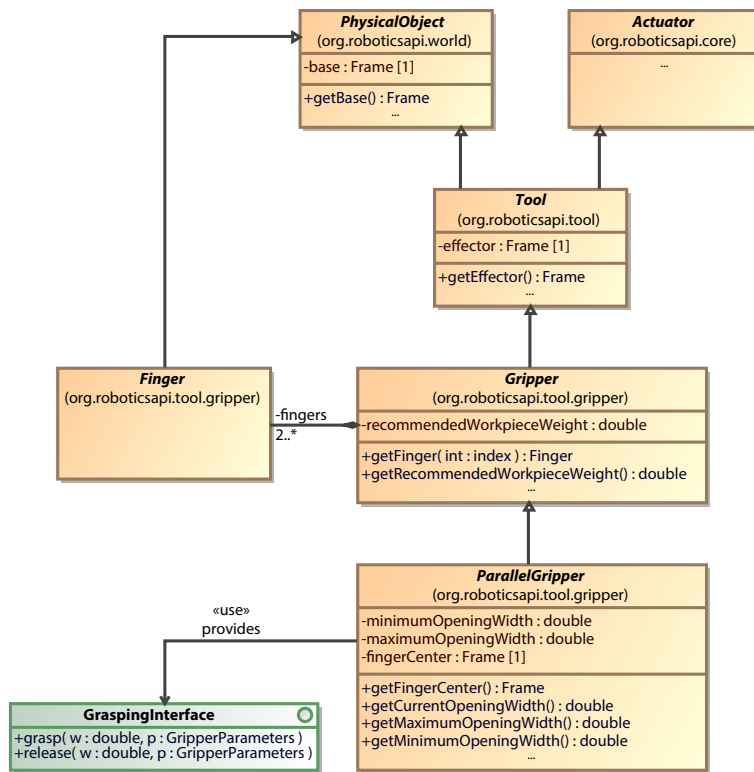 PhysicalObject
(org.roboticsapi.world)
-base : Frame [1]
+getBase() : Frame
...
Actuator
(org.roboticsapi.core)
...
Tool
(org.roboticsapi.tool)
-effector : Frame [1]
+getEffector() : Frame
...
Finger
(org.roboticsapi.tool.gripper)
-fingers
2..*
Gripper
(org.roboticsapi.tool.gripper)
-recommendedWorkpieceWeight : double
+getFinger( int : index ) : Finger
+getRecommendedWorkpieceWeight() : double
...
ParallelGripper
(org.roboticsapi.tool.gripper)
-minimumOpeningWidth : double
-maximumOpeningWidth : double
-fingerCenter : Frame [1]
+getFingerCenter() : Frame
+getCurrentOpeningWidth() : double
+getMaximumOpeningWidth() : double
+getMinimumOpeningWidth() : double
...
«use»
provides
GraspingInterface
+grasp( w : double, p : GripperParameters )
+release( w : double, p : GripperParameters )